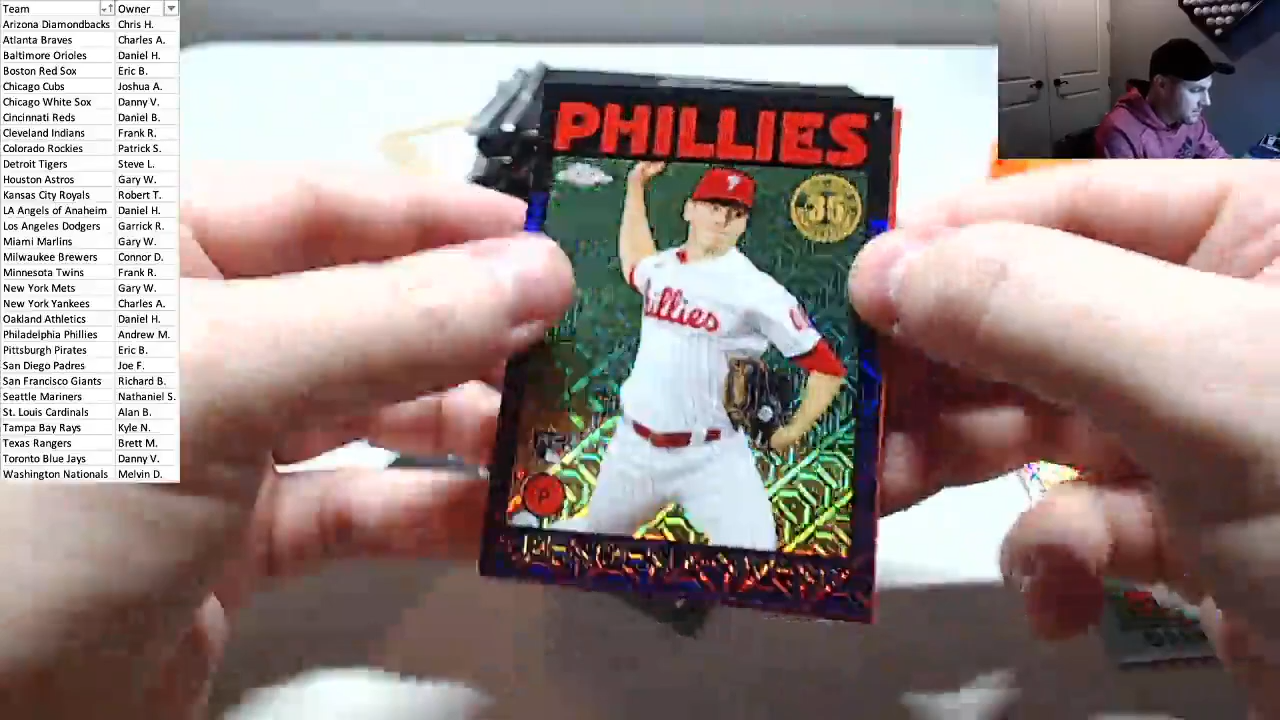 Team Owner
Arizona Diamondbacks Chris H.
Atlanta Braves Charles A.
Baltimore Orioles Daniel H.
Boston Red Sox Eric B.
Chicago Cubs Joshua A.
Chicago White Sox Danny V.
Cincinnati Reds Daniel B.
Cleveland Indians Frank R.
Colorado Rockies Patrick S.
Detroit Tigers Steve L.
Houston Astros Gary W.
Kansas City Royals Robert T.
LA Angels of Anaheim Daniel H.
Los Angeles Dodgers Garrick R.
Miami Marlins Gary W.
Milwaukee Brewers Connor D.
Minnesota Twins Frank R.
New York Mets Gary W.
New York Yankees Charles A.
Oakland Athletics Daniel H.
Philadelphia Phillies Andrew M.
Pittsburgh Pirates Eric B.
San Diego Padres Joe F.
San Francisco Giants Richard B.
Seattle Mariners Nathaniel S.
St. Louis Cardinals Alan B.
Tampa Bay Rays Kyle N.
Texas Rangers Brett M.
Toronto Blue Jays Danny V.
Washington Nationals Melvin D.
PHILLIES
35
Phillies
P